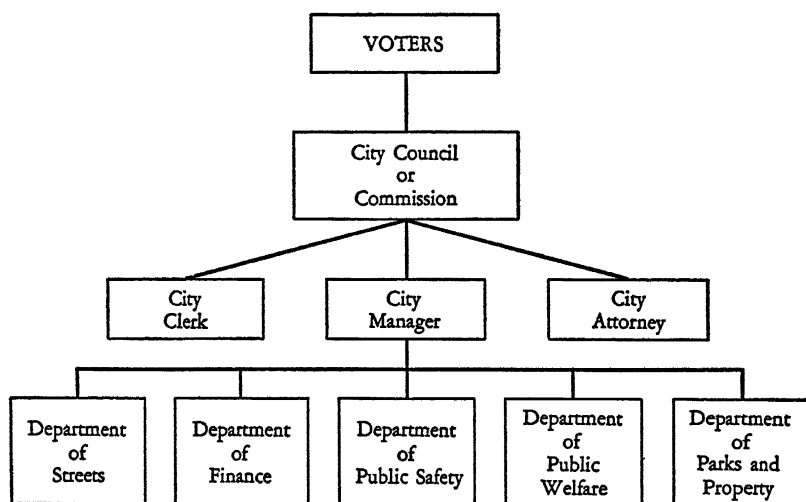 VOTERS
City Council
or
Commission
City
Clerk
City
Manager
City
Attorney
Department
of
Streets
Department
of
Finance
Department
of
Public Safety
Department
of
Public
Welfare
Department
of
Parks and
Property